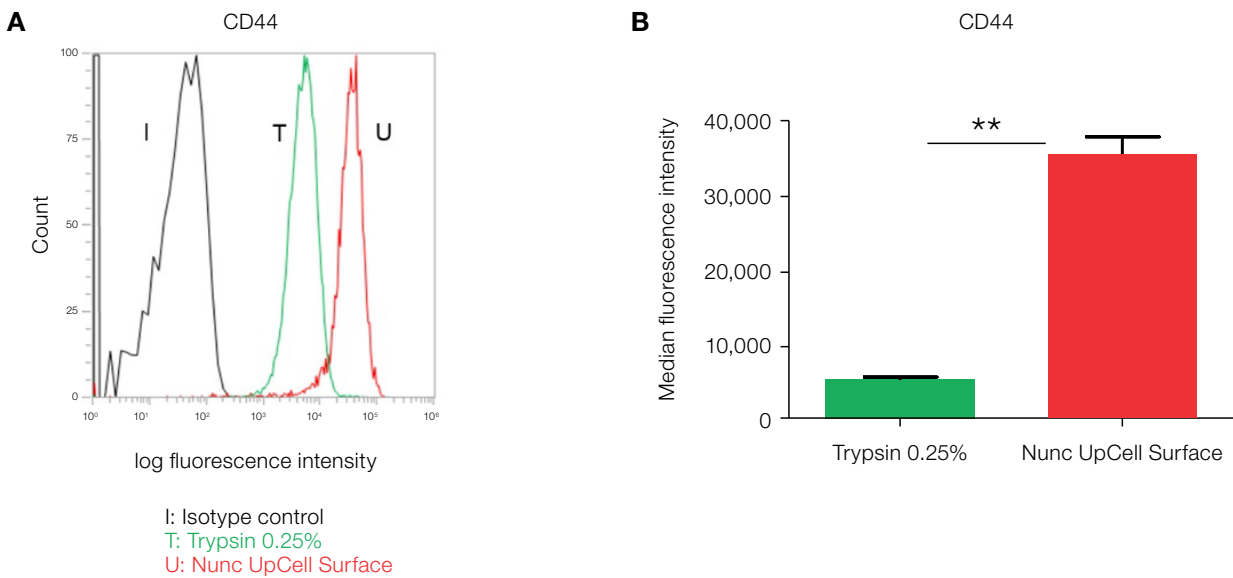 A
CD44
100
75
50
25
0
Count
I
T
U
10⁰ 10¹ 10² 10³ 10⁴ 10⁵ 10⁶
log fluorescence intensity
I: Isotype control
T: Trypsin 0.25%
U: Nunc UpCell Surface
B
CD44
Median fluorescence intensity
40,000
30,000
20,000
10,000
0
**
Trypsin 0.25%
Nunc UpCell Surface